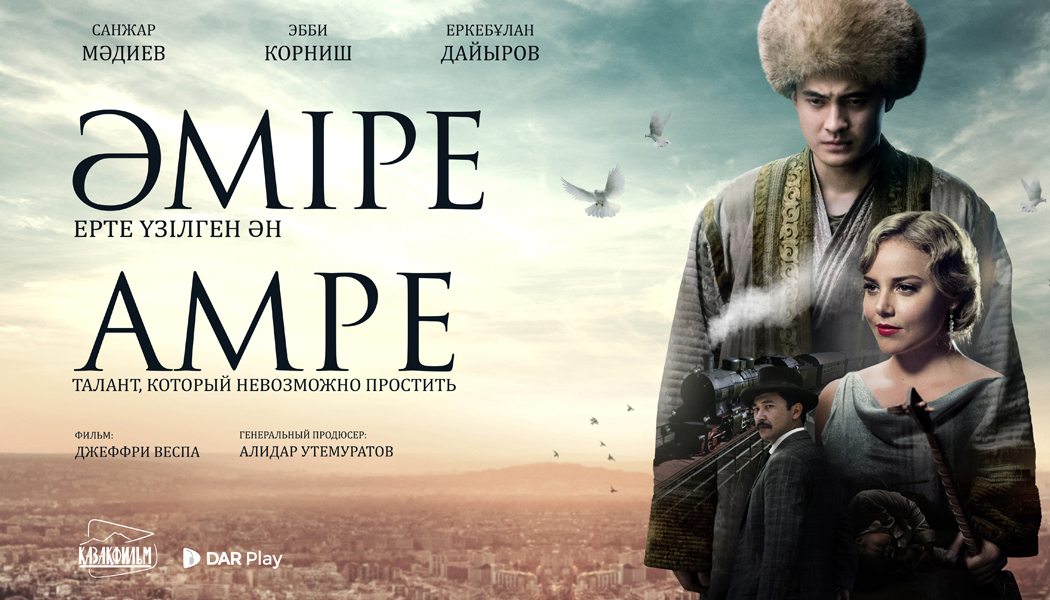 САНЖАР
МӘДИЕВ
ЭББИ
КОРНИШ
ЕРКЕБҰЛАН
ДАЙЫРОВ
ӘМІРЕ
ЕРТЕ ҮЗІЛГЕН ӘН
АМРЕ
ТАЛАНТ, КОТОРЫЙ НЕВОЗМОЖНО ПРОСТИТЬ
ФИЛЬМ:
ДЖЕФФРИ ВЕСПА
ГЕНЕРАЛЬНЫЙ ПРОДЮСЕР:
АЛИДАР УТЕМУРАТОВ
КАЗАКФИЛЬМ
DAR Play